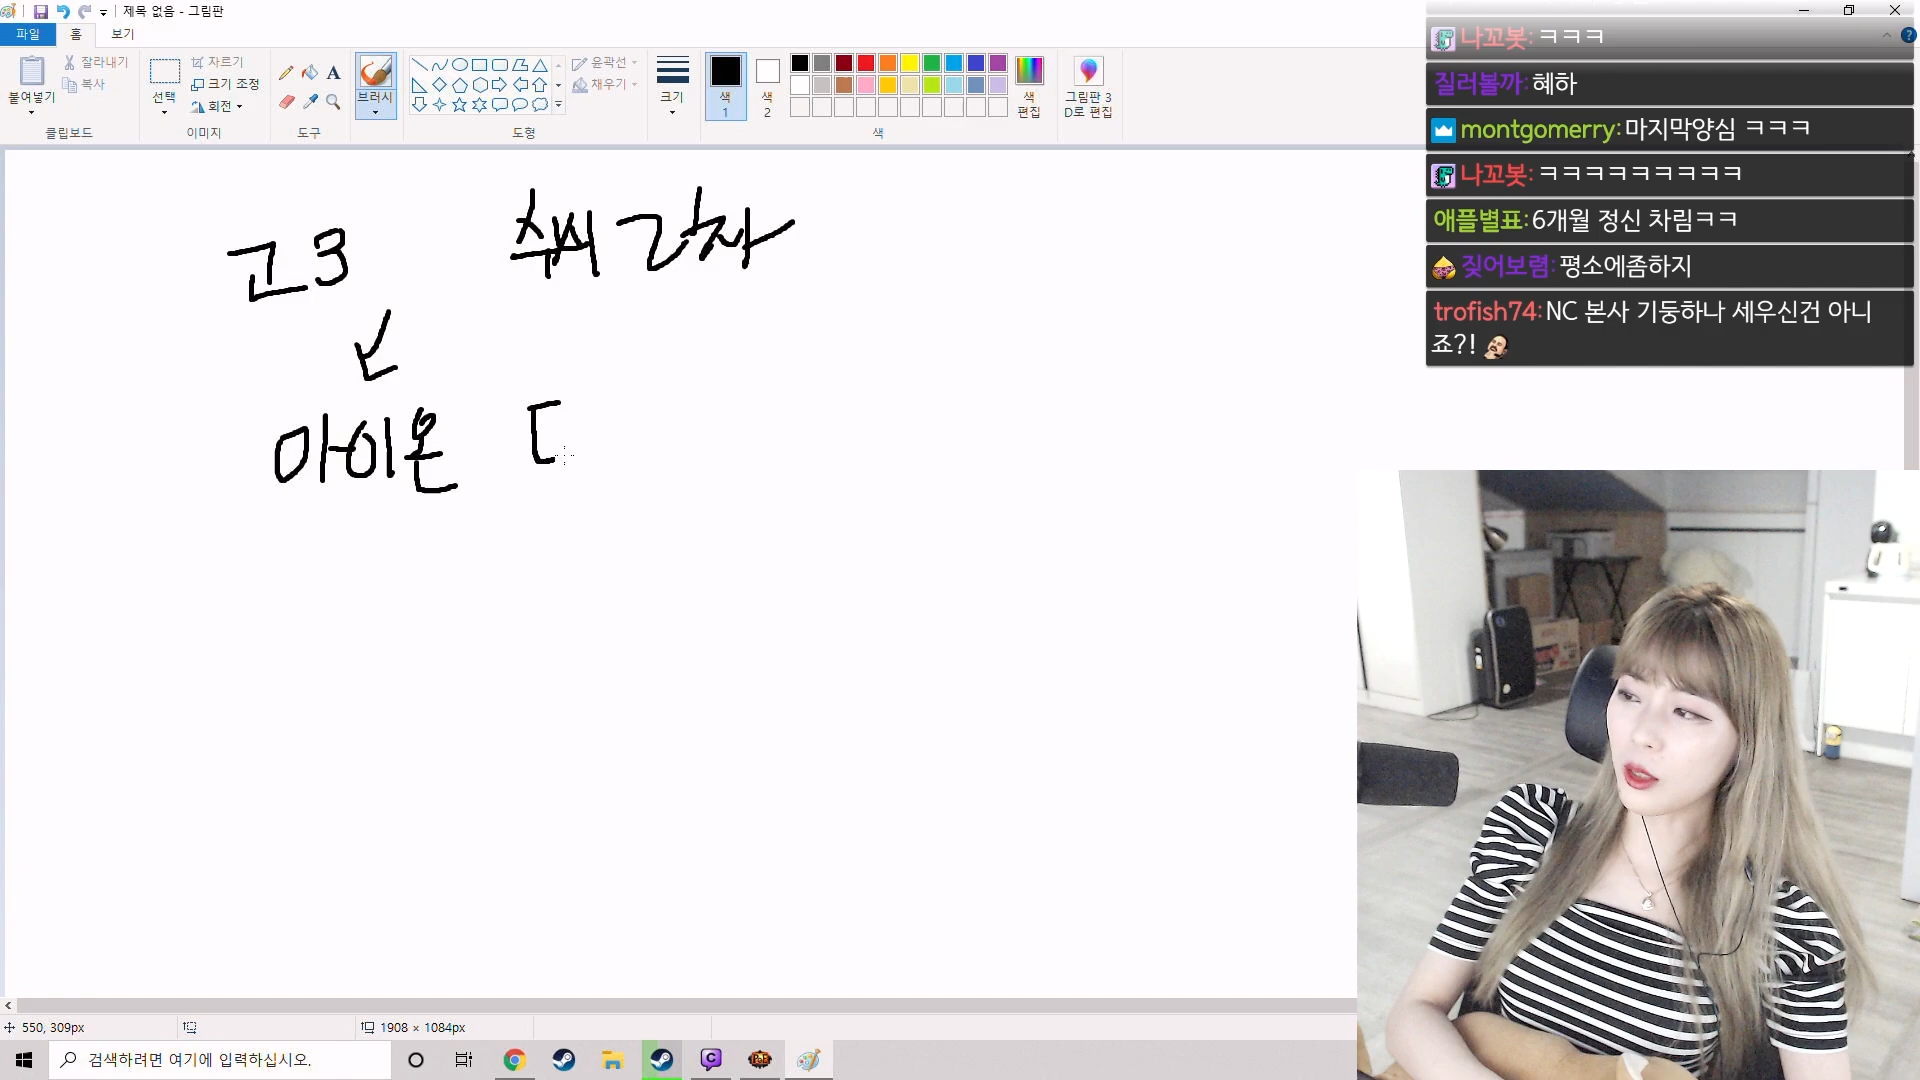 제목 없음 - 그림판
파일 홈 보기
붙여넣기
잘라내기
복사
클립보드
선택
자르기
크기 조정
회전
이미지
A
도구
브러시
윤곽선
채우기
도형
크기
색
1
색
2
색
편집
색
그림판 3
D로 편집
고3
아이온
나꼬봇: ㅋㅋㅋ
질러볼까: 혜하
montgomerry: 마지막양심 ㅋㅋㅋ
나꼬봇: ㅋㅋㅋㅋㅋㅋㅋㅋㅋ
애플별표: 6개월 정신 차림ㅋㅋ
짖어보렴: 평소에좀하지
trofish74: NC 본사 기둥하나 세우신건 아니
죠?!
550, 309px
1908 × 1084px
검색하려면 여기에 입력하십시오.